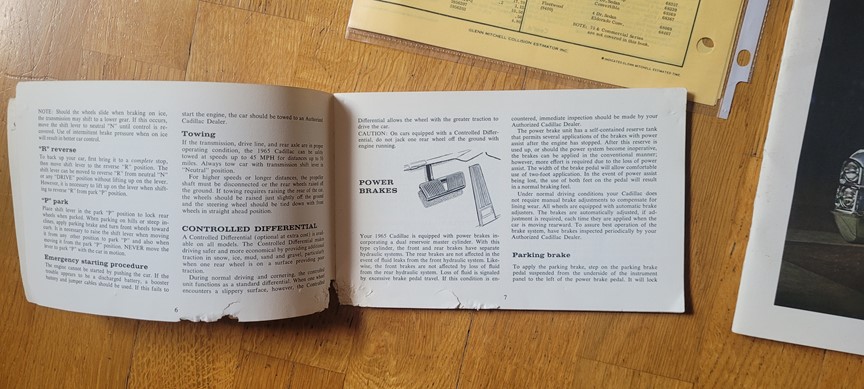 NOTE: Should the wheels slide when braking on ice,
the transmission may shift to a lower gear. If this occurs,
move the shift lever to neutral "N" until control is re-
covered. Use of intermittent brake pressure when on ice
will result in better car control.
"R" reverse
To back up your car, first bring it to a complete stop,
then move shift lever to the reverse "R" position. The
shift lever can be moved to reverse "R" from neutral "N"
or any "DRIVE" position without lifting up on the lever.
However, it is necessary to lift up on the lever when shift-
ing to reverse "R" from park "P" position.
"P" park
Place shift lever in the park "P" position to lock rear
wheels when parked. When parking on hills or steep in-
clines, apply parking brake and turn front wheels toward
curb. It is necessary to raise the shift lever when moving
it from any other position to park "P" and also when
moving it from the park "P" position. NEVER move the
lever to park "P" with the car in motion.
Emergency starting procedure
The engine cannot be started by pushing the car. If the
trouble appears to be a discharged battery, a booster
battery and jumper cables should be used. If this fails to
6
start the engine, the car should be towed to an Authorized
Cadillac Dealer.
Towing
If the transmission, drive line, and rear axle are in proper
operating condition, the 1965 Cadillac can be
towed at speeds up to 45 MPH for distances up to
miles. Always tow car with transmission shift lever in
"Neutral" position.
For higher speeds or longer distances, the propeller
shaft must be disconnected or the rear wheels raised off
the ground. If towing requires raising the rear of the car,
the wheels should be raised just slightly off the ground
and the steering wheel should be tied down with front
wheels in straight ahead position.
CONTROLLED DIFFERENTIAL
A Controlled Differential (optional at extra cost) is avail-
able on all models. The Controlled Differential makes
driving safer and more economical by providing additional
traction in snow, ice, mud, sand and gravel, particularly
when one rear wheel is on a surface providing poor
traction.
During normal driving and cornering, the controlled
unit functions as a standard differential. When one wheel
encounters a slippery surface, however, the Controlled
Differential allows the wheel with the greater traction to
drive the car.
CAUTION: On cars equipped with a Controlled Differ-
ential, do not jack one rear wheel off the ground with
engine running.
POWER
BRAKES
Your 1965 Cadillac is equipped with power brakes in-
corporating a dual reservoir master cylinder. With this
type cylinder, the front and rear brakes have separate
hydraulic systems. The rear brakes are not affected in the
event of fluid leaks from the front hydraulic system. Like-
wise, the front brakes are not affected by loss of fluid
from the rear hydraulic system. Loss of fluid is signaled
by excessive brake pedal travel. If this condition is en-
7
countered, immediate inspection should be made by your
Authorized Cadillac Dealer.
The power brake unit has a self-contained reserve tank
that permits several applications of the brakes with power
assist after the engine has stopped. After this reserve is
used up, or should the power system become inoperative,
the brakes can be applied in the conventional manner;
however, more effort is required due to the loss of power
assist. The width of the brake pedal will allow comfortable
use of two-foot application. In the event of power assist
being lost, the use of both feet on the pedal will result
in a normal braking feel.
Under normal driving conditions your Cadillac does
not require manual brake adjustments to compensate for
lining wear. All wheels are equipped with automatic brake
adjusters. The brakes are automatically adjusted, if ad-
justment is required, each time they are applied when the
car is moving rearward. To assure best operation of the
brake system, have brakes inspected periodically by your
Authorized Cadillac Dealer.
Parking brake
To apply the parking brake, step on the parking brake
pedal suspended from the underside of the instrument
panel to the left of the power brake pedal. It will lock
Fleetwood
Convertible
4 Dr. Sedan
Eldorado Conv.
NOTE: 75 & Commercial Series
are not covered in this book.
GLENN MITCHELL COLLISION ESTIMATOR INC.